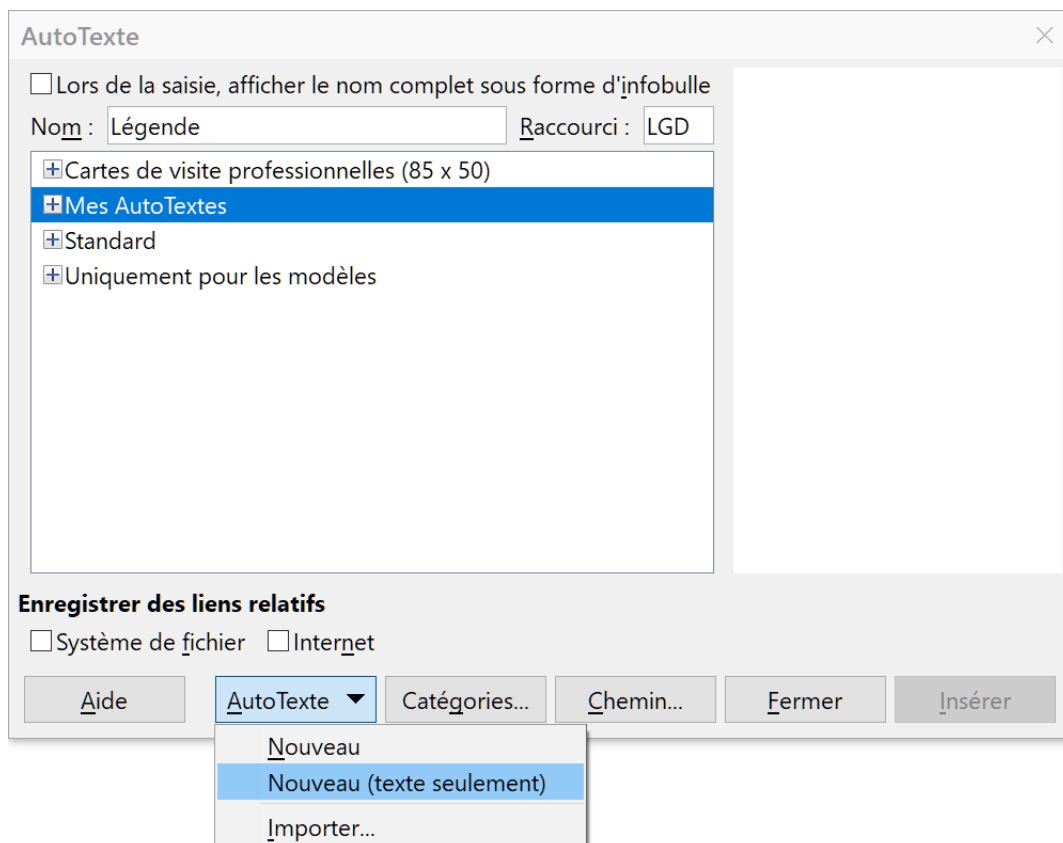 AutoTexte
Lors de la saisie, afficher le nom complet sous forme d'infobulle
Nom : Légende Raccourci : LGD
Cartes de visite professionnelles (85 x 50)
Mes AutoTextes
Standard
Uniquement pour les modèles
Enregistrer des liens relatifs
Système de fichier Internet
Aide AutoTexte Catégories... Chemin... Fermer Insérer
Nouveau
Nouveau (texte seulement)
Importer...